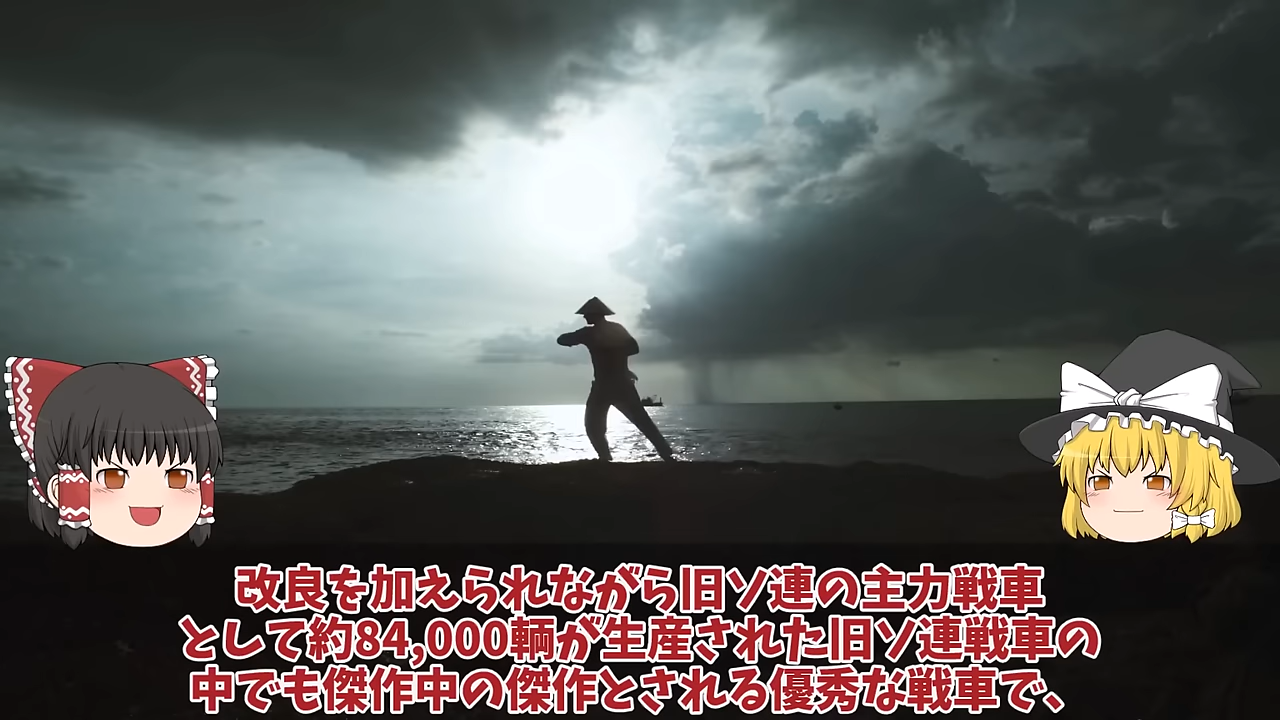 改良を加えられながら旧ソ連の主力戦車
として約84,000輌が生産された旧ソ連戦車の
中でも傑作中の傑作とされる優秀な戦車で、